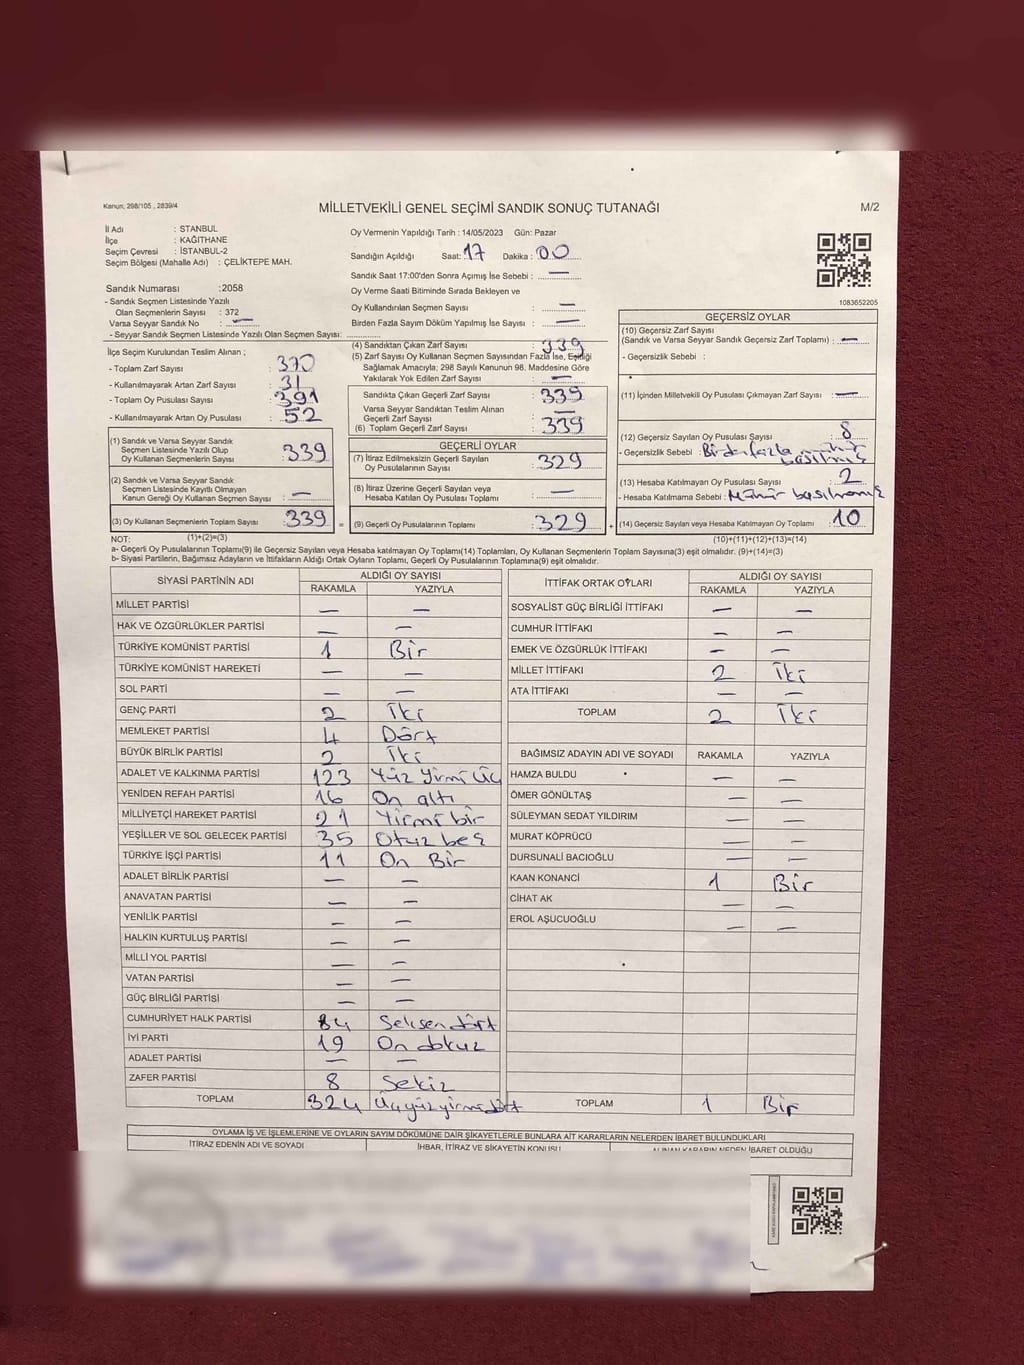 Kanun; 298/105 , 2839/4
MİLLETVEKİLİ GENEL SEÇİMİ SANDIK SONUÇ TUTANAĞI
M/2
İl Adı : STANBUL
İlçe : KAĞITHANE
Seçim Çevresi : İSTANBUL-2
Seçim Bölgesi (Mahalle Adı) : ÇELİKTEPE MAH.
Sandık Numarası :2058
- Sandık Seçmen Listesinde Yazılı
Olan Seçmenlerin Sayısı : 372
Varsa Seyyar Sandık No : —
- Seyyar Sandık Seçmen Listesinde Yazılı Olan Seçmen Sayısı:
Oy Vermenin Yapıldığı Tarih : 14/05/2023 Gün: Pazar
Sandığın Açıldığı Saat: 17 Dakika : 00
Sandık Saat 17:00'den Sonra Açımış İse Sebebi : —
Oy Verme Saati Bitiminde Sırada Bekleyen ve
Oy Kullandırılan Seçmen Sayısı : —
Birden Fazla Sayım Döküm Yapılmış İse Sayısı : —
1083652205
İlçe Seçim Kurulundan Teslim Alınan ;
- Toplam Zarf Sayısı : 370
- Kullanılmayarak Artan Zarf Sayısı : 31
- Toplam Oy Pusulası Sayısı : 391
- Kullanılmayarak Artan Oy Pusulası : 52
(1) Sandık ve Varsa Seyyar Sandık
Seçmen Listesinde Yazılı Olup
Oy Kullanan Seçmenlerin Sayısı : 339
(2) Sandık ve Varsa Seyyar Sandık
Seçmen Listesinde Kayıtlı Olmayan
Kanun Gereği Oy Kullanan Seçmen Sayısı : —
(3) Oy Kullanan Seçmenlerin Toplam Sayısı : 339 =
(1)+(2)=(3)
(4) Sandıktan Çıkan Zarf Sayısı : 339
(5) Zarf Sayısı Oy Kullanan Seçmen Sayısından Fazla İse, Eşitliği
Sağlamak Amacıyla; 298 Sayılı Kanunun 98. Maddesine Göre
Yakılarak Yok Edilen Zarf Sayısı : —
Sandıkta Çıkan Geçerli Zarf Sayısı : 339
Varsa Seyyar Sandıktan Teslim Alınan
Geçerli Zarf Sayısı : —
(6) Toplam Geçerli Zarf Sayısı : 339
GEÇERLİ OYLAR
(7) İtiraz Edilmeksizin Geçerli Sayılan
Oy Pusulalarının Sayısı : 329
(8) İtiraz Üzerine Geçerli Sayılan veya
Hesaba Katılan Oy Pusulası Toplamı : —
(9) Geçerli Oy Pusulalarının Toplamı : 329 +
GEÇERSİZ OYLAR
(10) Geçersiz Zarf Sayısı
(Sandık ve Varsa Seyyar Sandık Geçersiz Zarf Toplamı) : —
- Geçersizlik Sebebi :
(11) İçinden Milletvekili Oy Pusulası Çıkmayan Zarf Sayısı : —
(12) Geçersiz Sayılan Oy Pusulası Sayısı : 8
- Geçersizlik Sebebi : Birden fazla mühür
basılmış
(13) Hesaba Katılmayan Oy Pusulası Sayısı : 2
- Hesaba Katılmama Sebebi : Mühür basılmamış
(14) Geçersiz Sayılan veya Hesaba Katılmayan Oy Toplamı : 10
(10)+(11)+(12)+(13)=(14)
NOT:
a- Geçerli Oy Pusulalarının Toplamı(9) ile Geçersiz Sayılan veya Hesaba katılmayan Oy Toplamı(14) Toplamları, Oy Kullanan Seçmenlerin Toplam Sayısına(3) eşit olmalıdır. (9)+(14)=(3)
b- Siyasi Partilerin, Bağımsız Adayların ve İttifakların Aldığı Ortak Oyların Toplamı, Geçerli Oy Pusulalarının Toplamına(9) eşit olmalıdır.
SİYASİ PARTİNİN ADI ALDIĞI OY SAYISI
RAKAMLA YAZIYLA
MİLLET PARTİSİ — —
HAK VE ÖZGÜRLÜKLER PARTİSİ — —
TÜRKİYE KOMÜNİST PARTİSİ 1 Bir
TÜRKİYE KOMÜNİST HAREKETİ — —
SOL PARTİ — —
GENÇ PARTİ 2 İki
MEMLEKET PARTİSİ 4 Dört
BÜYÜK BİRLİK PARTİSİ 2 İki
ADALET VE KALKINMA PARTİSİ 123 Yüz Yirmi Üç
YENİDEN REFAH PARTİSİ 16 On altı
MİLLİYETÇİ HAREKET PARTİSİ 21 Yirmi bir
YEŞİLLER VE SOL GELECEK PARTİSİ 35 Otuz beş
TÜRKİYE İŞÇİ PARTİSİ 11 On Bir
ADALET BİRLİK PARTİSİ — —
ANAVATAN PARTİSİ — —
YENİLİK PARTİSİ — —
HALKIN KURTULUŞ PARTİSİ — —
MİLLİ YOL PARTİSİ — —
VATAN PARTİSİ — —
GÜÇ BİRLİĞİ PARTİSİ — —
CUMHURİYET HALK PARTİSİ 84 Seksen dört
İYİ PARTİ 19 On dokuz
ADALET PARTİSİ — —
ZAFER PARTİSİ 8 Sekiz
TOPLAM 324 Üçyüzyirmidört
İTTİFAK ORTAK OYLARI ALDIĞI OY SAYISI
RAKAMLA YAZIYLA
SOSYALİST GÜÇ BİRLİĞİ İTTİFAKI — —
CUMHUR İTTİFAKI — —
EMEK VE ÖZGÜRLÜK İTTİFAKI — —
MİLLET İTTİFAKI 2 İki
ATA İTTİFAKI — —
TOPLAM 2 İki
BAĞIMSIZ ADAYIN ADI VE SOYADI RAKAMLA YAZIYLA
HAMZA BULDU — —
ÖMER GÖNÜLTAŞ — —
SÜLEYMAN SEDAT YILDIRIM — —
MURAT KÖPRÜCÜ — —
DURSUNALİ BACIOĞLU — —
KAAN KONANCİ 1 Bir
CİHAT AK — —
EROL AŞUCUOĞLU — —
TOPLAM 1 Bir
OYLAMA İŞ VE İŞLEMLERİNE VE OYLARIN SAYIM DÖKÜMÜNE DAİR ŞİKAYETLERLE BUNLARA AİT KARARLARIN NELERDEN İBARET BULUNDUKLARI
İTİRAZ EDENİN ADI VE SOYADI İHBAR, İTİRAZ VE ŞİKAYETİN KONUSU ALINAN KARARIN NEDEN İBARET OLDUĞU